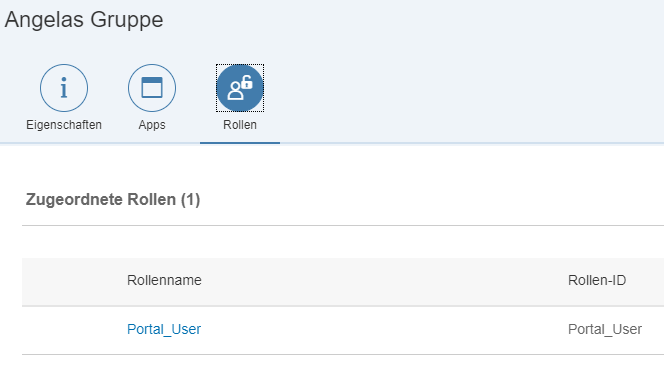 Angelas Gruppe
Eigenschaften Apps Rollen
Zugeordnete Rollen (1)
Rollenname Rollen-ID
Portal_User Portal_User